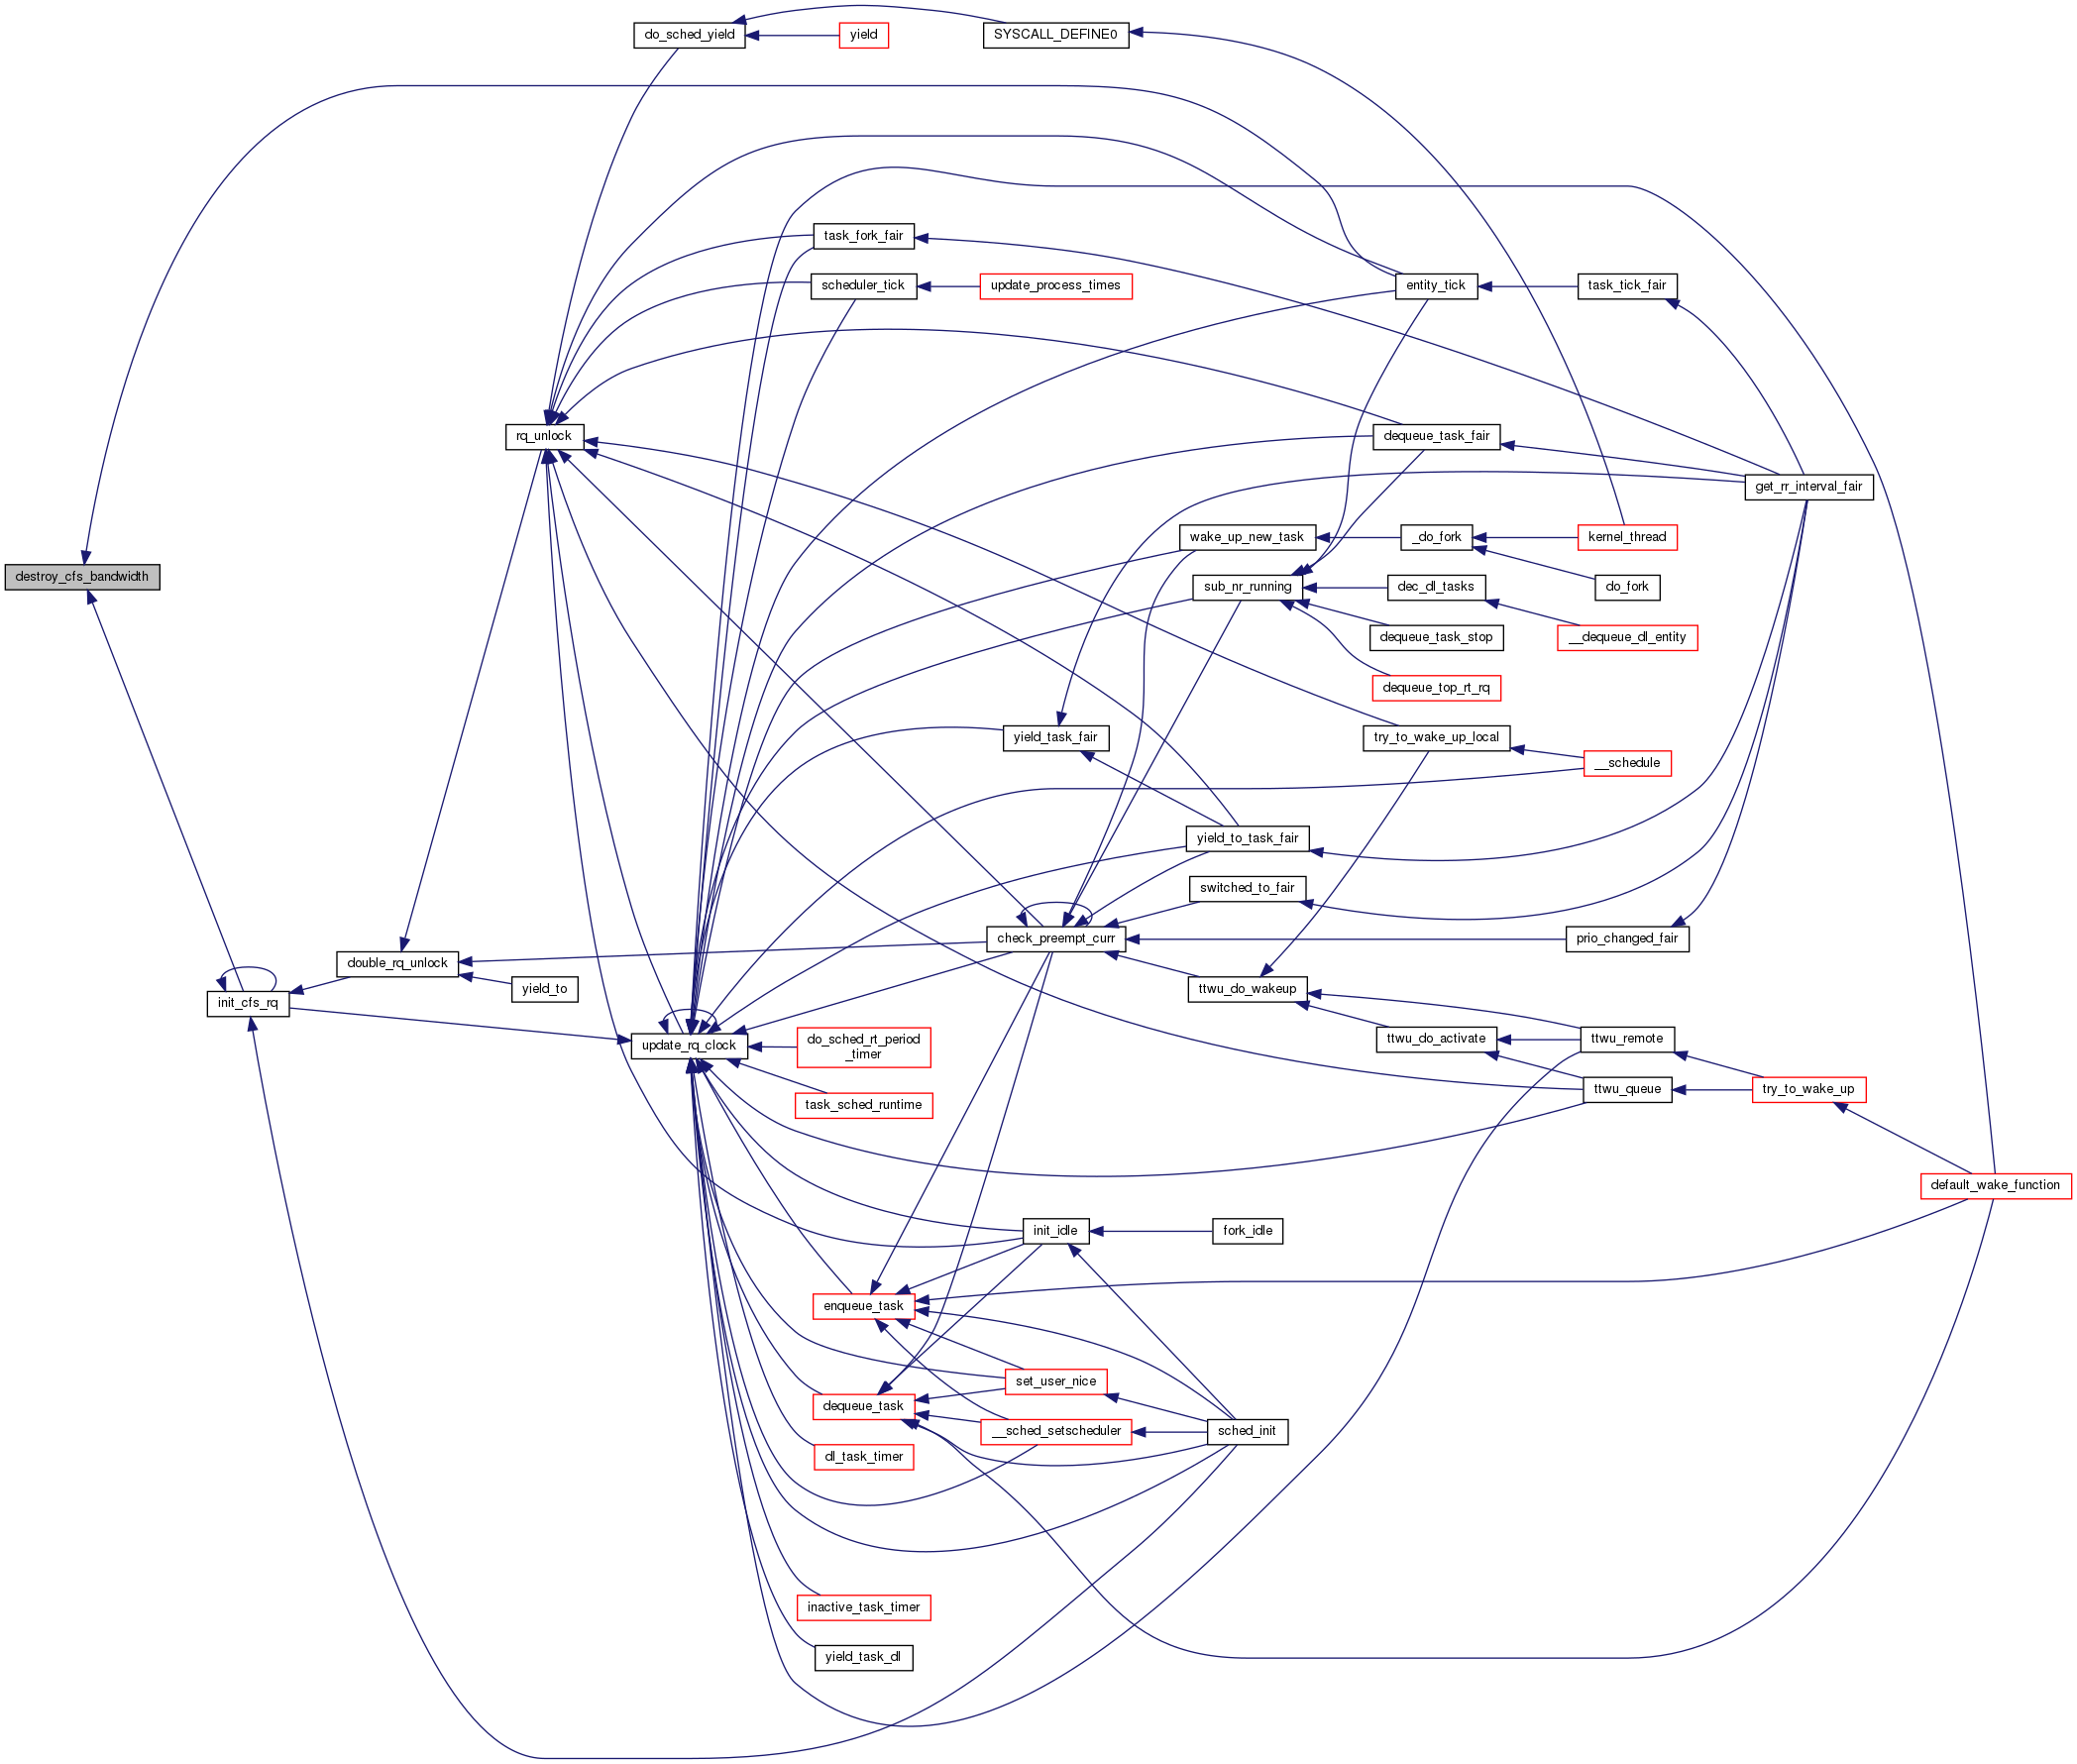 do_sched_yield
yield
SYSCALL_DEFINE0
task_fork_fair
scheduler_tick
update_process_times
entity_tick
task_tick_fair
rq_unlock
dequeue_task_fair
get_rr_interval_fair
wake_up_new_task
_do_fork
kernel_thread
destroy_cfs_bandwidth
sub_nr_running
dec_dl_tasks
do_fork
dequeue_task_stop
__dequeue_dl_entity
dequeue_top_rt_rq
yield_task_fair
try_to_wake_up_local
__schedule
yield_to_task_fair
switched_to_fair
check_preempt_curr
prio_changed_fair
double_rq_unlock
yield_to
init_cfs_rq
ttwu_do_wakeup
update_rq_clock
do_sched_rt_period
_timer
ttwu_do_activate
ttwu_remote
task_sched_runtime
ttwu_queue
try_to_wake_up
default_wake_function
init_idle
fork_idle
enqueue_task
set_user_nice
dequeue_task
__sched_setscheduler
sched_init
dl_task_timer
inactive_task_timer
yield_task_dl